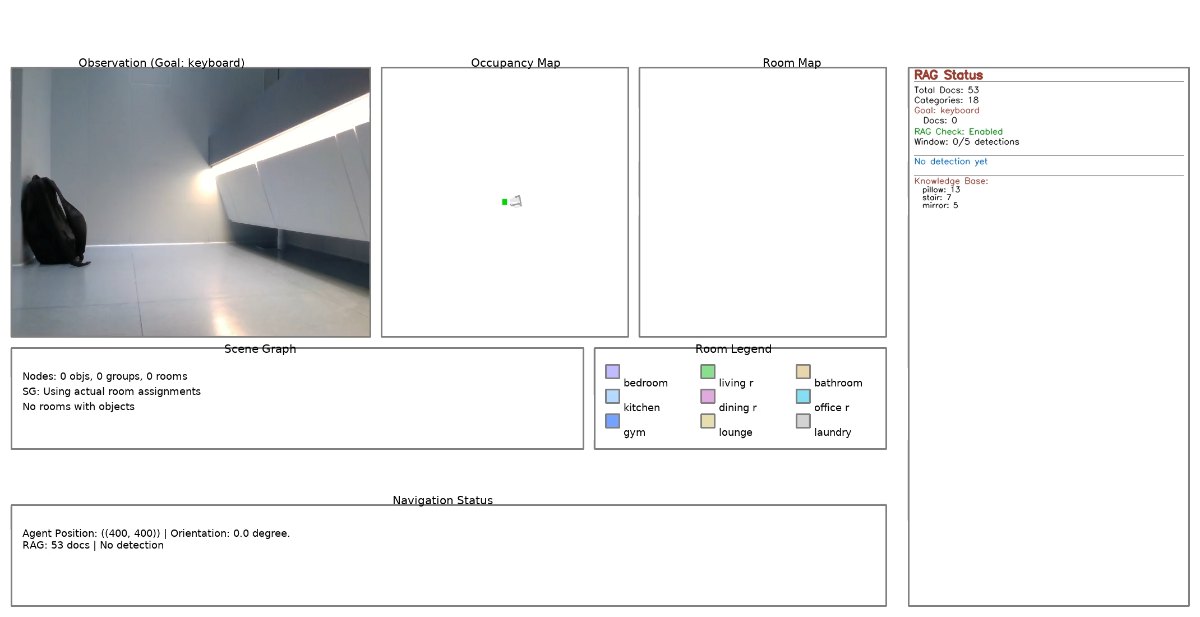 Observation (Goal: keyboard)
Occupancy Map
Room Map
RAG Status
Total Docs: 53
Categories: 18
Goal: keyboard
Docs: 0
RAG Check: Enabled
Window: 0/5 detections
No detection yet
Knowledge Base:
pillow: 13
stair: 7
mirror: 5
Scene Graph
Nodes: 0 objs, 0 groups, 0 rooms
SG: Using actual room assignments
No rooms with objects
Room Legend
bedroom
living r
bathroom
kitchen
dining r
office r
gym
lounge
laundry
Navigation Status
Agent Position: ((400, 400)) | Orientation: 0.0 degree.
RAG: 53 docs | No detection